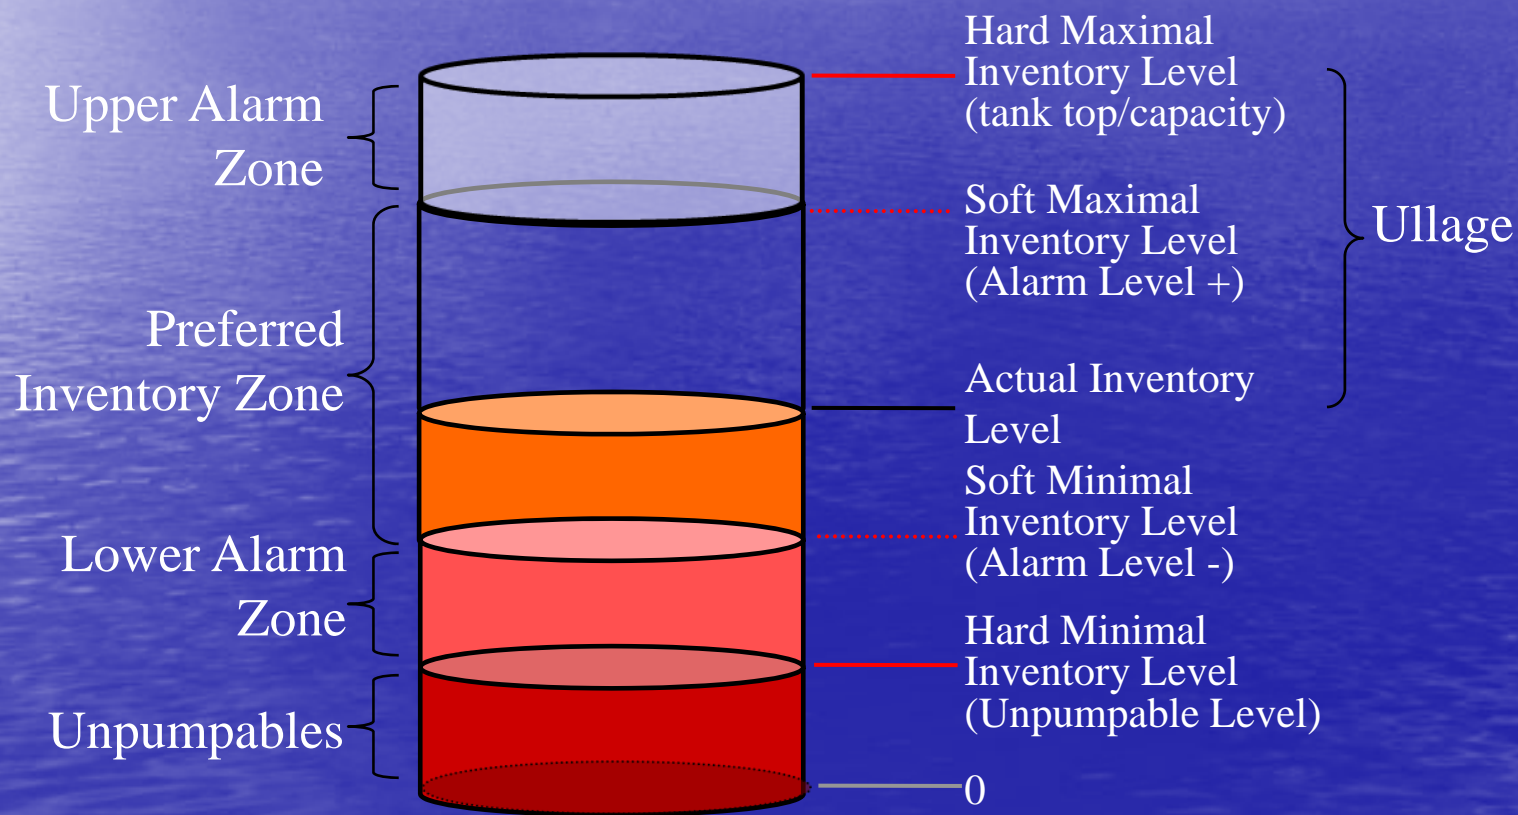 Upper Alarm
Zone
Preferred
Inventory Zone
Lower Alarm
Zone
Unpumpables
Hard Maximal
Inventory Level
(tank top/capacity)
Soft Maximal
Inventory Level
(Alarm Level +)
Actual Inventory
Level
Soft Minimal
Inventory Level
(Alarm Level -)
Hard Minimal
Inventory Level
(Unpumpable Level)
0
Ullage